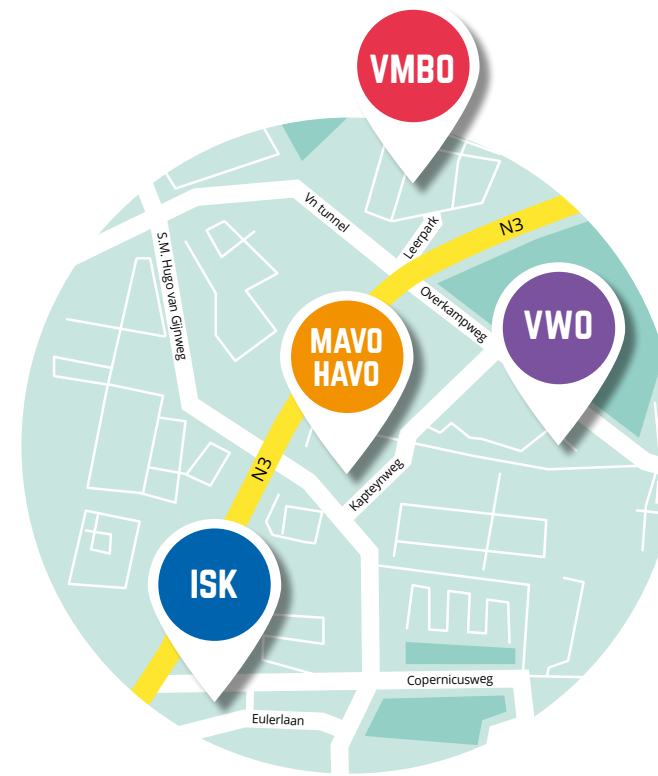 VMBO
Vn tunnel
Leerpark
N3
S.M. Hugo van Gijnweg
Overkampweg
VWO
MAVO
HAVO
N3
Kapteynweg
ISK
Copernicusweg
Eulerlaan